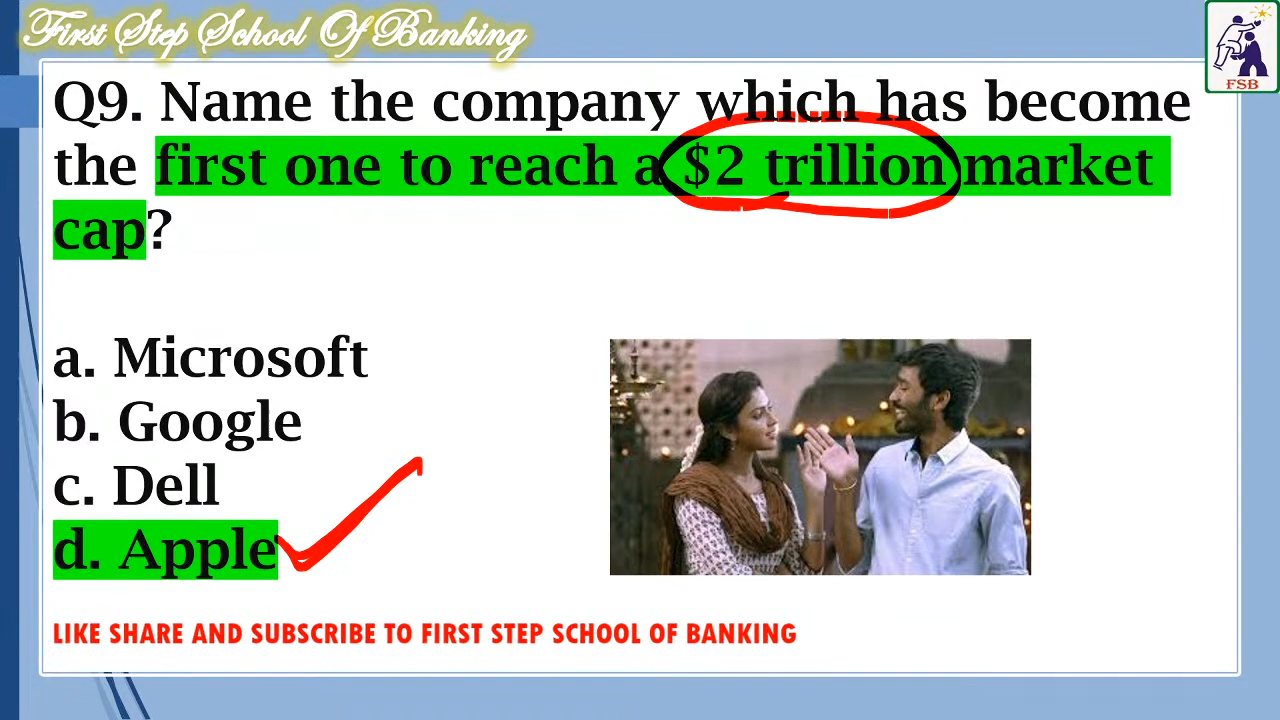 First Step School Of Banking
FSB
Q9. Name the company which has become
the first one to reach a $2 trillion market
cap?
a. Microsoft
b. Google
c. Dell
d. Apple
LIKE SHARE AND SUBSCRIBE TO FIRST STEP SCHOOL OF BANKING